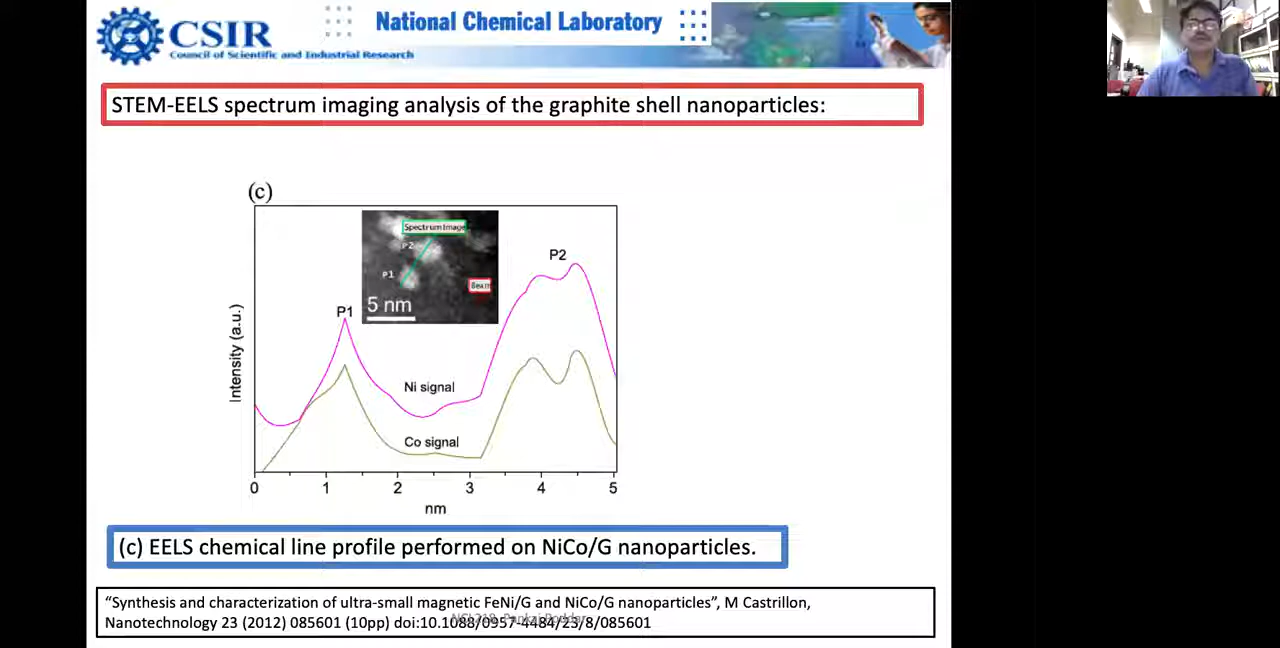 CSIR
Council of Scientific and Industrial Research
National Chemical Laboratory
STEM-EELS spectrum imaging analysis of the graphite shell nanoparticles:
(c)
Spectrum Image
P2
P1
Beam
5 nm
P1
P2
Ni signal
Co signal
Intensity (a.u.)
0 1 2 3 4 5
nm
(c) EELS chemical line profile performed on NiCo/G nanoparticles.
“Synthesis and characterization of ultra-small magnetic FeNi/G and NiCo/G nanoparticles”, M Castrillon,
Nanotechnology 23 (2012) 085601 (10pp) doi:10.1088/0957-4484/23/8/085601